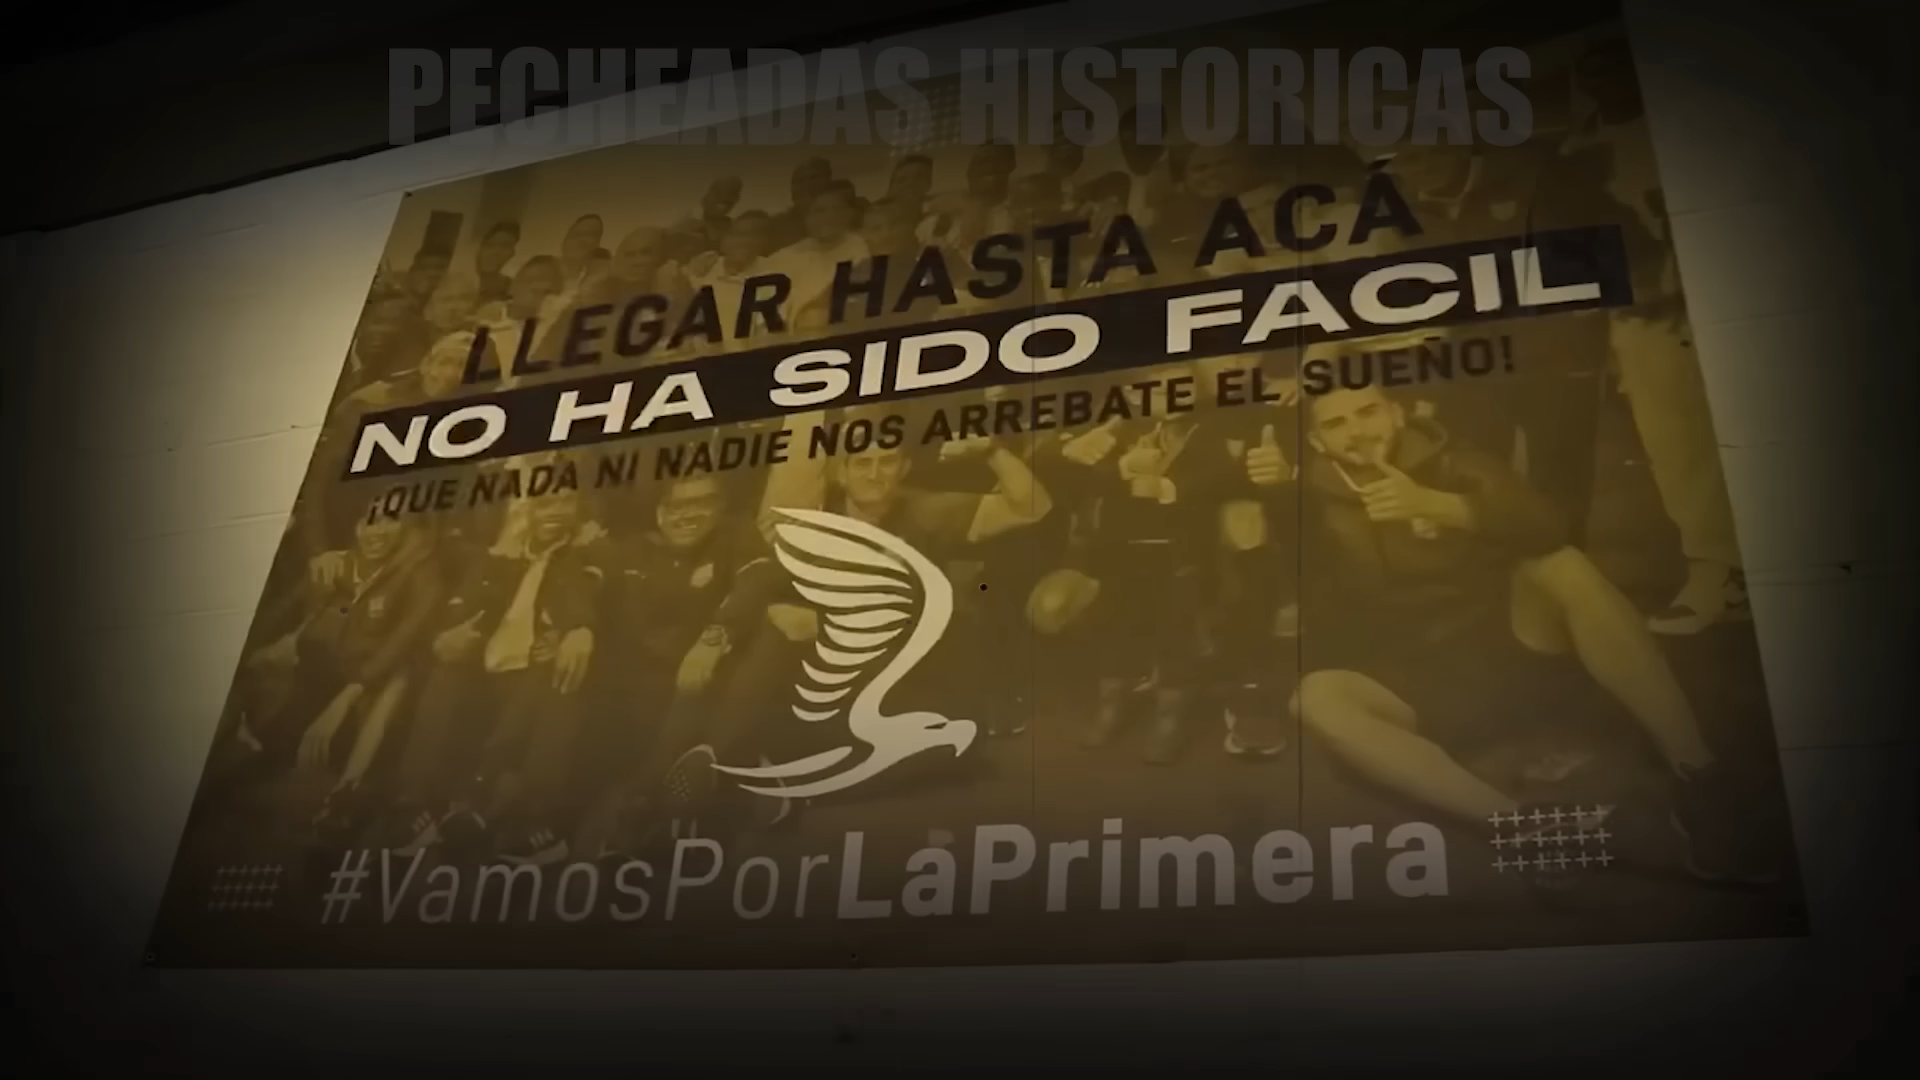 PECHEADAS HISTORICAS
LLEGAR HASTA ACÁ
NO HA SIDO FACIL
¡QUE NADA NI NADIE NOS ARREBATE EL SUEÑO!
#VamosPorLaPrimera